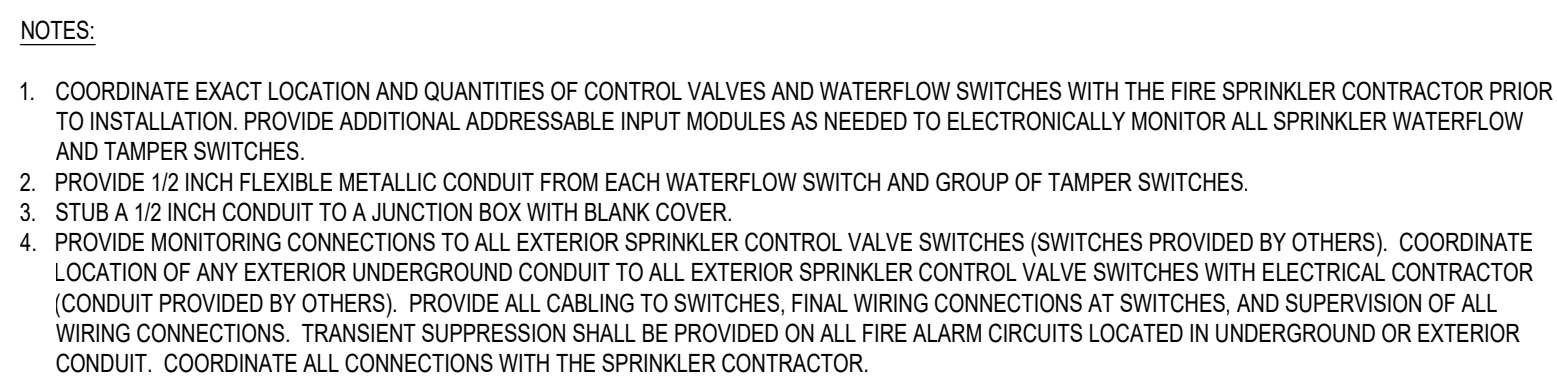 NOTES:
1. COORDINATE EXACT LOCATION AND QUANTITIES OF CONTROL VALVES AND WATERFLOW SWITCHES WITH THE FIRE SPRINKLER CONTRACTOR PRIOR
TO INSTALLATION. PROVIDE ADDITIONAL ADDRESSABLE INPUT MODULES AS NEEDED TO ELECTRONICALLY MONITOR ALL SPRINKLER WATERFLOW
AND TAMPER SWITCHES.
2. PROVIDE 1/2 INCH FLEXIBLE METALLIC CONDUIT FROM EACH WATERFLOW SWITCH AND GROUP OF TAMPER SWITCHES.
3. STUB A 1/2 INCH CONDUIT TO A JUNCTION BOX WITH BLANK COVER.
4. PROVIDE MONITORING CONNECTIONS TO ALL EXTERIOR SPRINKLER CONTROL VALVE SWITCHES (SWITCHES PROVIDED BY OTHERS). COORDINATE
LOCATION OF ANY EXTERIOR UNDERGROUND CONDUIT TO ALL EXTERIOR SPRINKLER CONTROL VALVE SWITCHES WITH ELECTRICAL CONTRACTOR
(CONDUIT PROVIDED BY OTHERS). PROVIDE ALL CABLING TO SWITCHES, FINAL WIRING CONNECTIONS AT SWITCHES, AND SUPERVISION OF ALL
WIRING CONNECTIONS. TRANSIENT SUPPRESSION SHALL BE PROVIDED ON ALL FIRE ALARM CIRCUITS LOCATED IN UNDERGROUND OR EXTERIOR
CONDUIT. COORDINATE ALL CONNECTIONS WITH THE SPRINKLER CONTRACTOR.